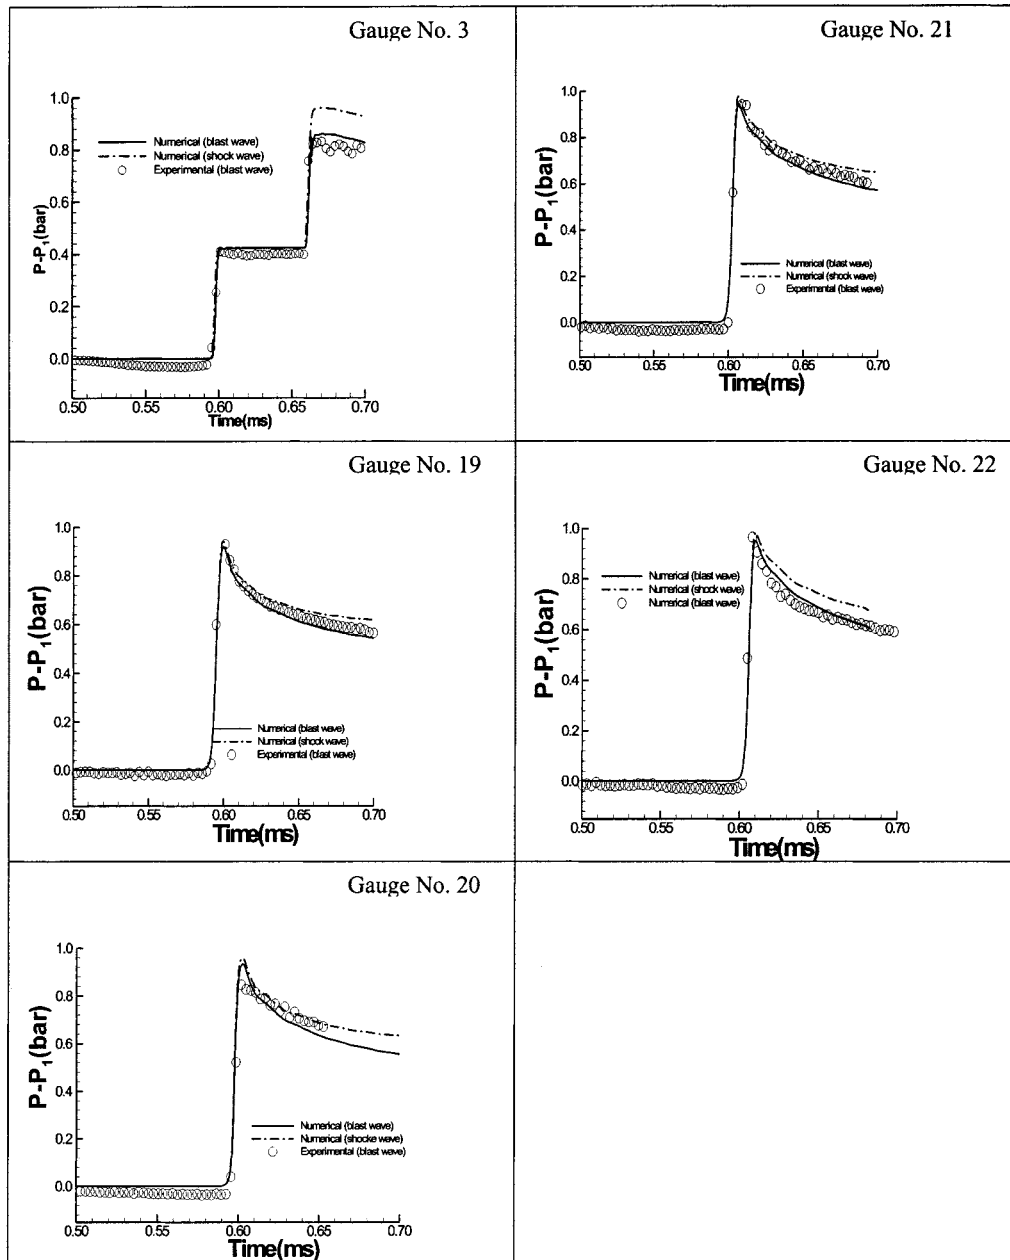 Gauge No. 3
1.0
0.8
0.6
0.4
0.2
0.0
P-P1(bar)
Numerical (blast wave)
Numerical (shock wave)
Experimental (blast wave)
0.50 0.55 0.60 0.65 0.70
Time(ms)
Gauge No. 21
1.0
0.8
0.6
0.4
0.2
0.0
P-P1(bar)
Numerical (blast wave)
Numerical (shock wave)
Experimental (blast wave)
0.50 0.55 0.60 0.65 0.70
Time(ms)
Gauge No. 19
1.0
0.8
0.6
0.4
0.2
0.0
P-P1(bar)
Numerical (blast wave)
Numerical (shock wave)
Experimental (blast wave)
0.50 0.55 0.60 0.65 0.70
Time(ms)
Gauge No. 22
1.0
0.8
0.6
0.4
0.2
0.0
P-P1(bar)
Numerical (blast wave)
Numerical (shock wave)
Numerical (blast wave)
0.50 0.55 0.60 0.65 0.70
Time(ms)
Gauge No. 20
1.0
0.8
0.6
0.4
0.2
0.0
P-P1(bar)
Numerical (blast wave)
Numerical (shocke wave)
Experimental (blast wave)
0.50 0.55 0.60 0.65 0.70
Time(ms)